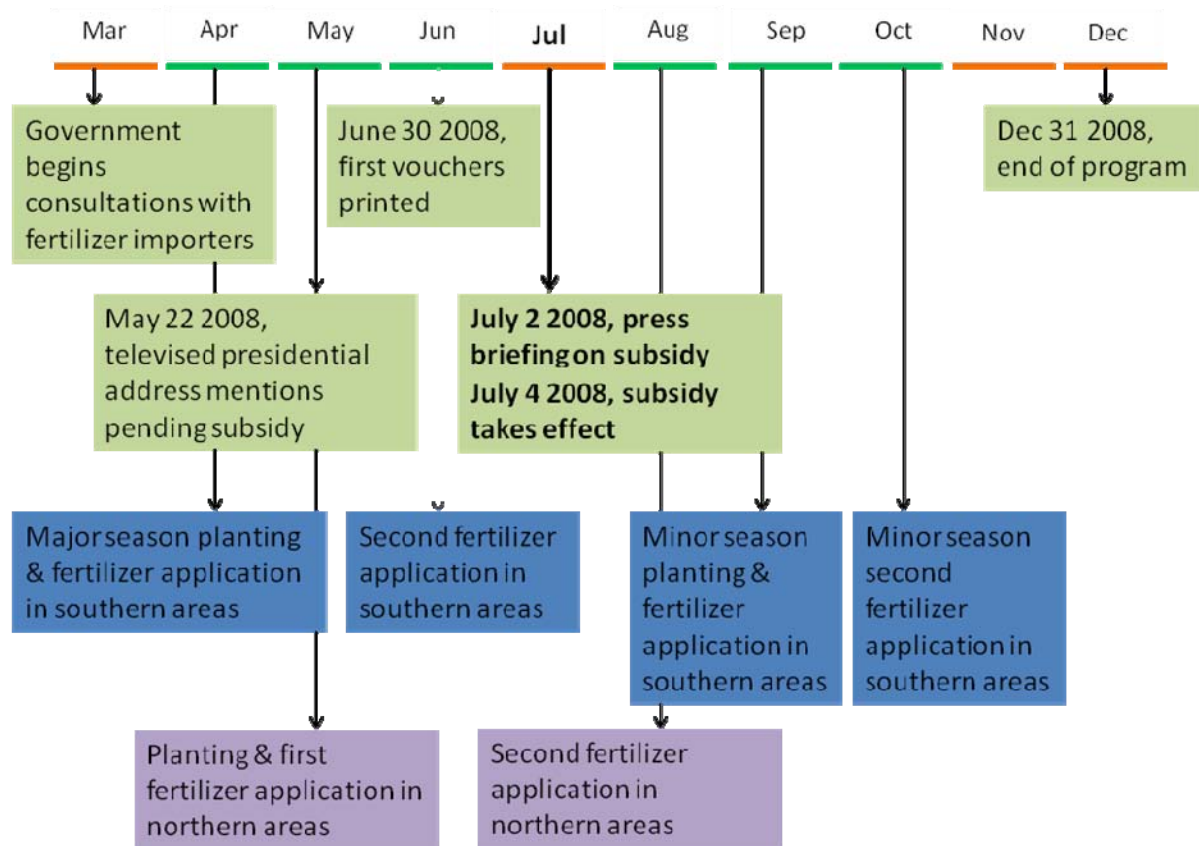 Mar Apr May Jun Jul Aug Sep Oct Nov Dec
Government
begins
consultations with
fertilizer importers
June 30 2008,
first vouchers
printed
Dec 31 2008,
end of program
May 22 2008,
televised presidential
address mentions
pending subsidy
July 2 2008, press
briefing on subsidy
July 4 2008, subsidy
takes effect
Major season planting
& fertilizer application
in southern areas
Second fertilizer
application in
southern areas
Minor season
planting &
fertilizer
application in
southern areas
Minor season
second
fertilizer
application in
southern areas
Planting & first
fertilizer application in
northern areas
Second fertilizer
application in
northern areas